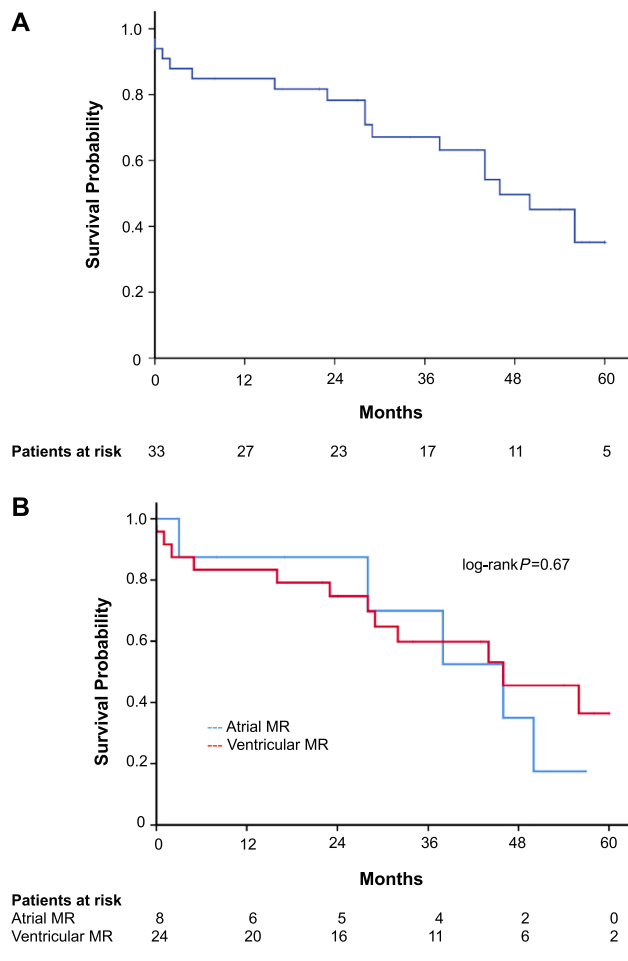 A
1.0
0.8
0.6
0.4
0.2
0
Survival Probability
0 12 24 36 48 60
Months
Patients at risk 33 27 23 17 11 5
B
1.0
0.8
0.6
0.4
0.2
0
Survival Probability
log-rank P=0.67
Atrial MR
Ventricular MR
0 12 24 36 48 60
Months
Patients at risk
Atrial MR 8 6 5 4 2 0
Ventricular MR 24 20 16 11 6 2